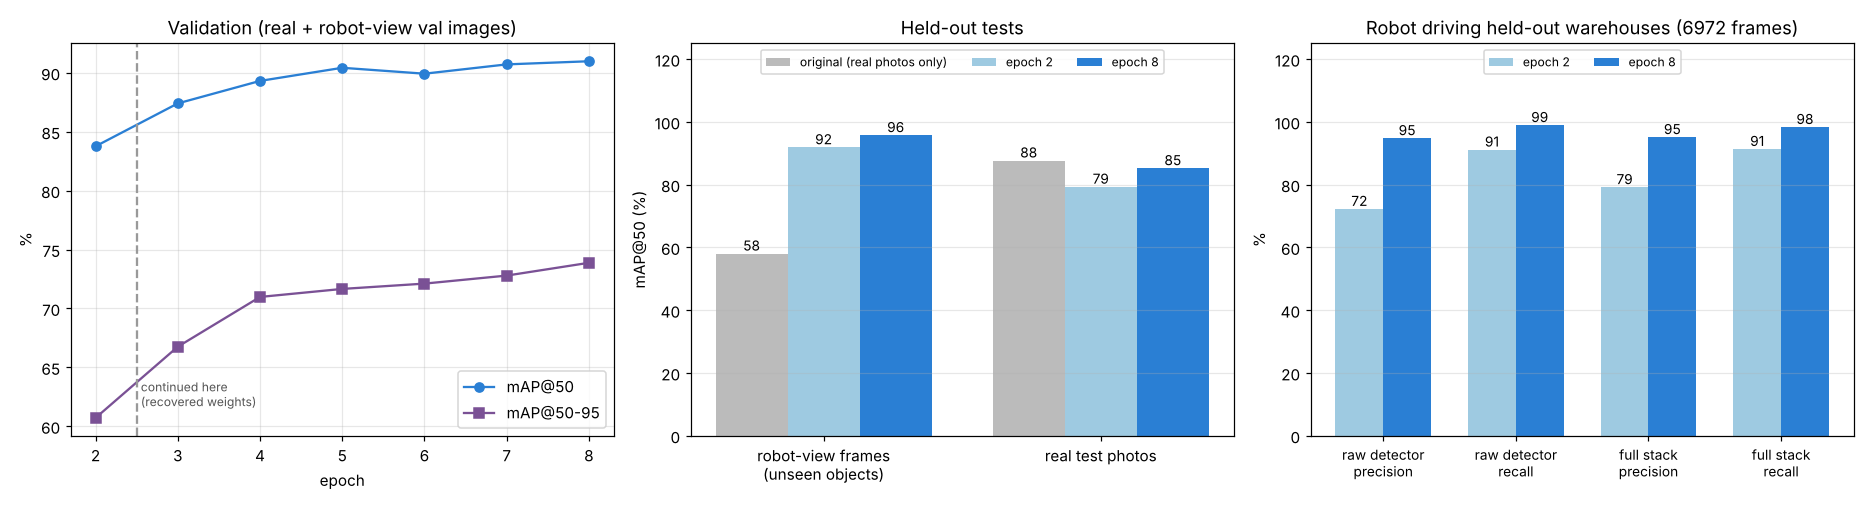 Validation (real + robot-view val images)
%
90
85
80
75
70
65
60
continued here
(recovered weights)
mAP@50
mAP@50-95
2 3 4 5 6 7 8
epoch
Held-out tests
mAP@50 (%)
120
100
80
60
40
20
0
original (real photos only) epoch 2 epoch 8
58 92 96 88 79 85
robot-view frames
(unseen objects)
real test photos
Robot driving held-out warehouses (6972 frames)
%
120
100
80
60
40
20
0
epoch 2 epoch 8
72 95 91 99 79 95 91 98
raw detector
precision
raw detector
recall
full stack
precision
full stack
recall